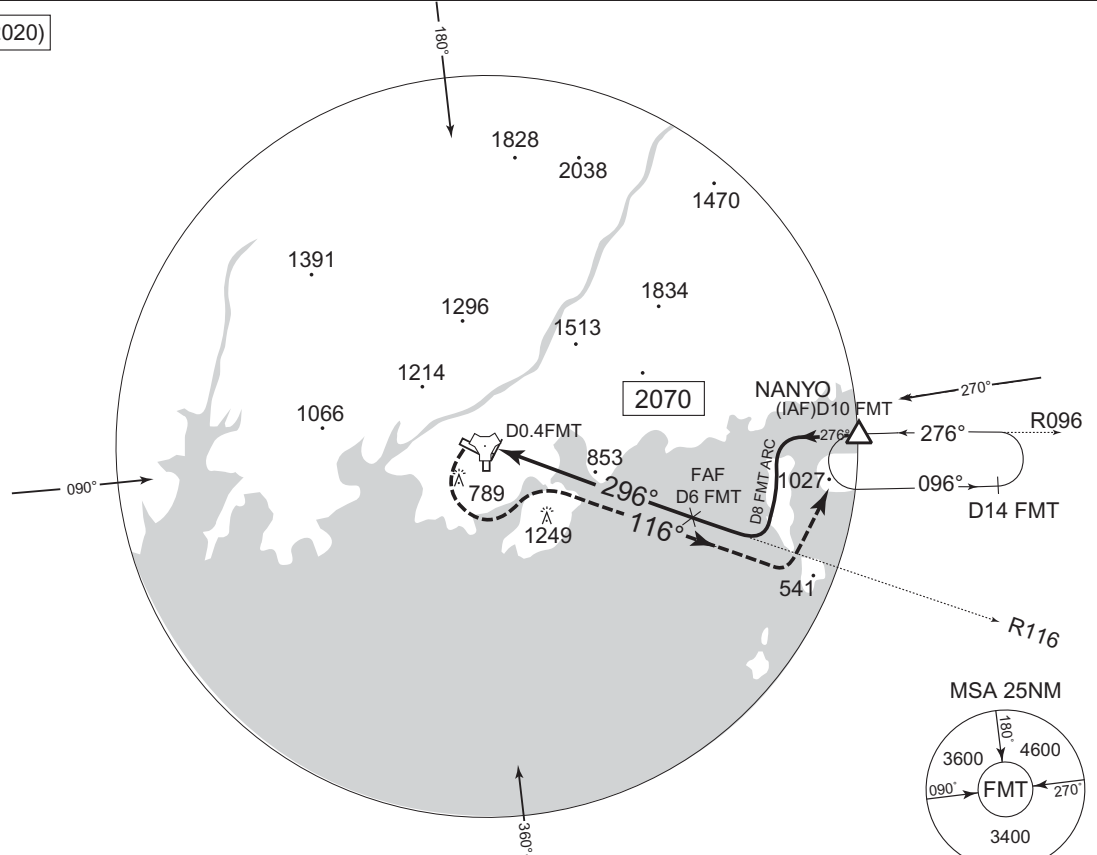 020)
180°
1828
2038
1470
1391
1834
1296
1513
1214
2070
1066
NANYO
(IAF)D10 FMT
270°
R096
276°
276°
D0.4FMT
853
FAF
D6 FMT
D8 FMT ARC
1027
096°
D14 FMT
090°
789
296°
116°
1249
541
R116
360°
MSA 25NM
180°
3600
4600
090°
FMT
270°
3400